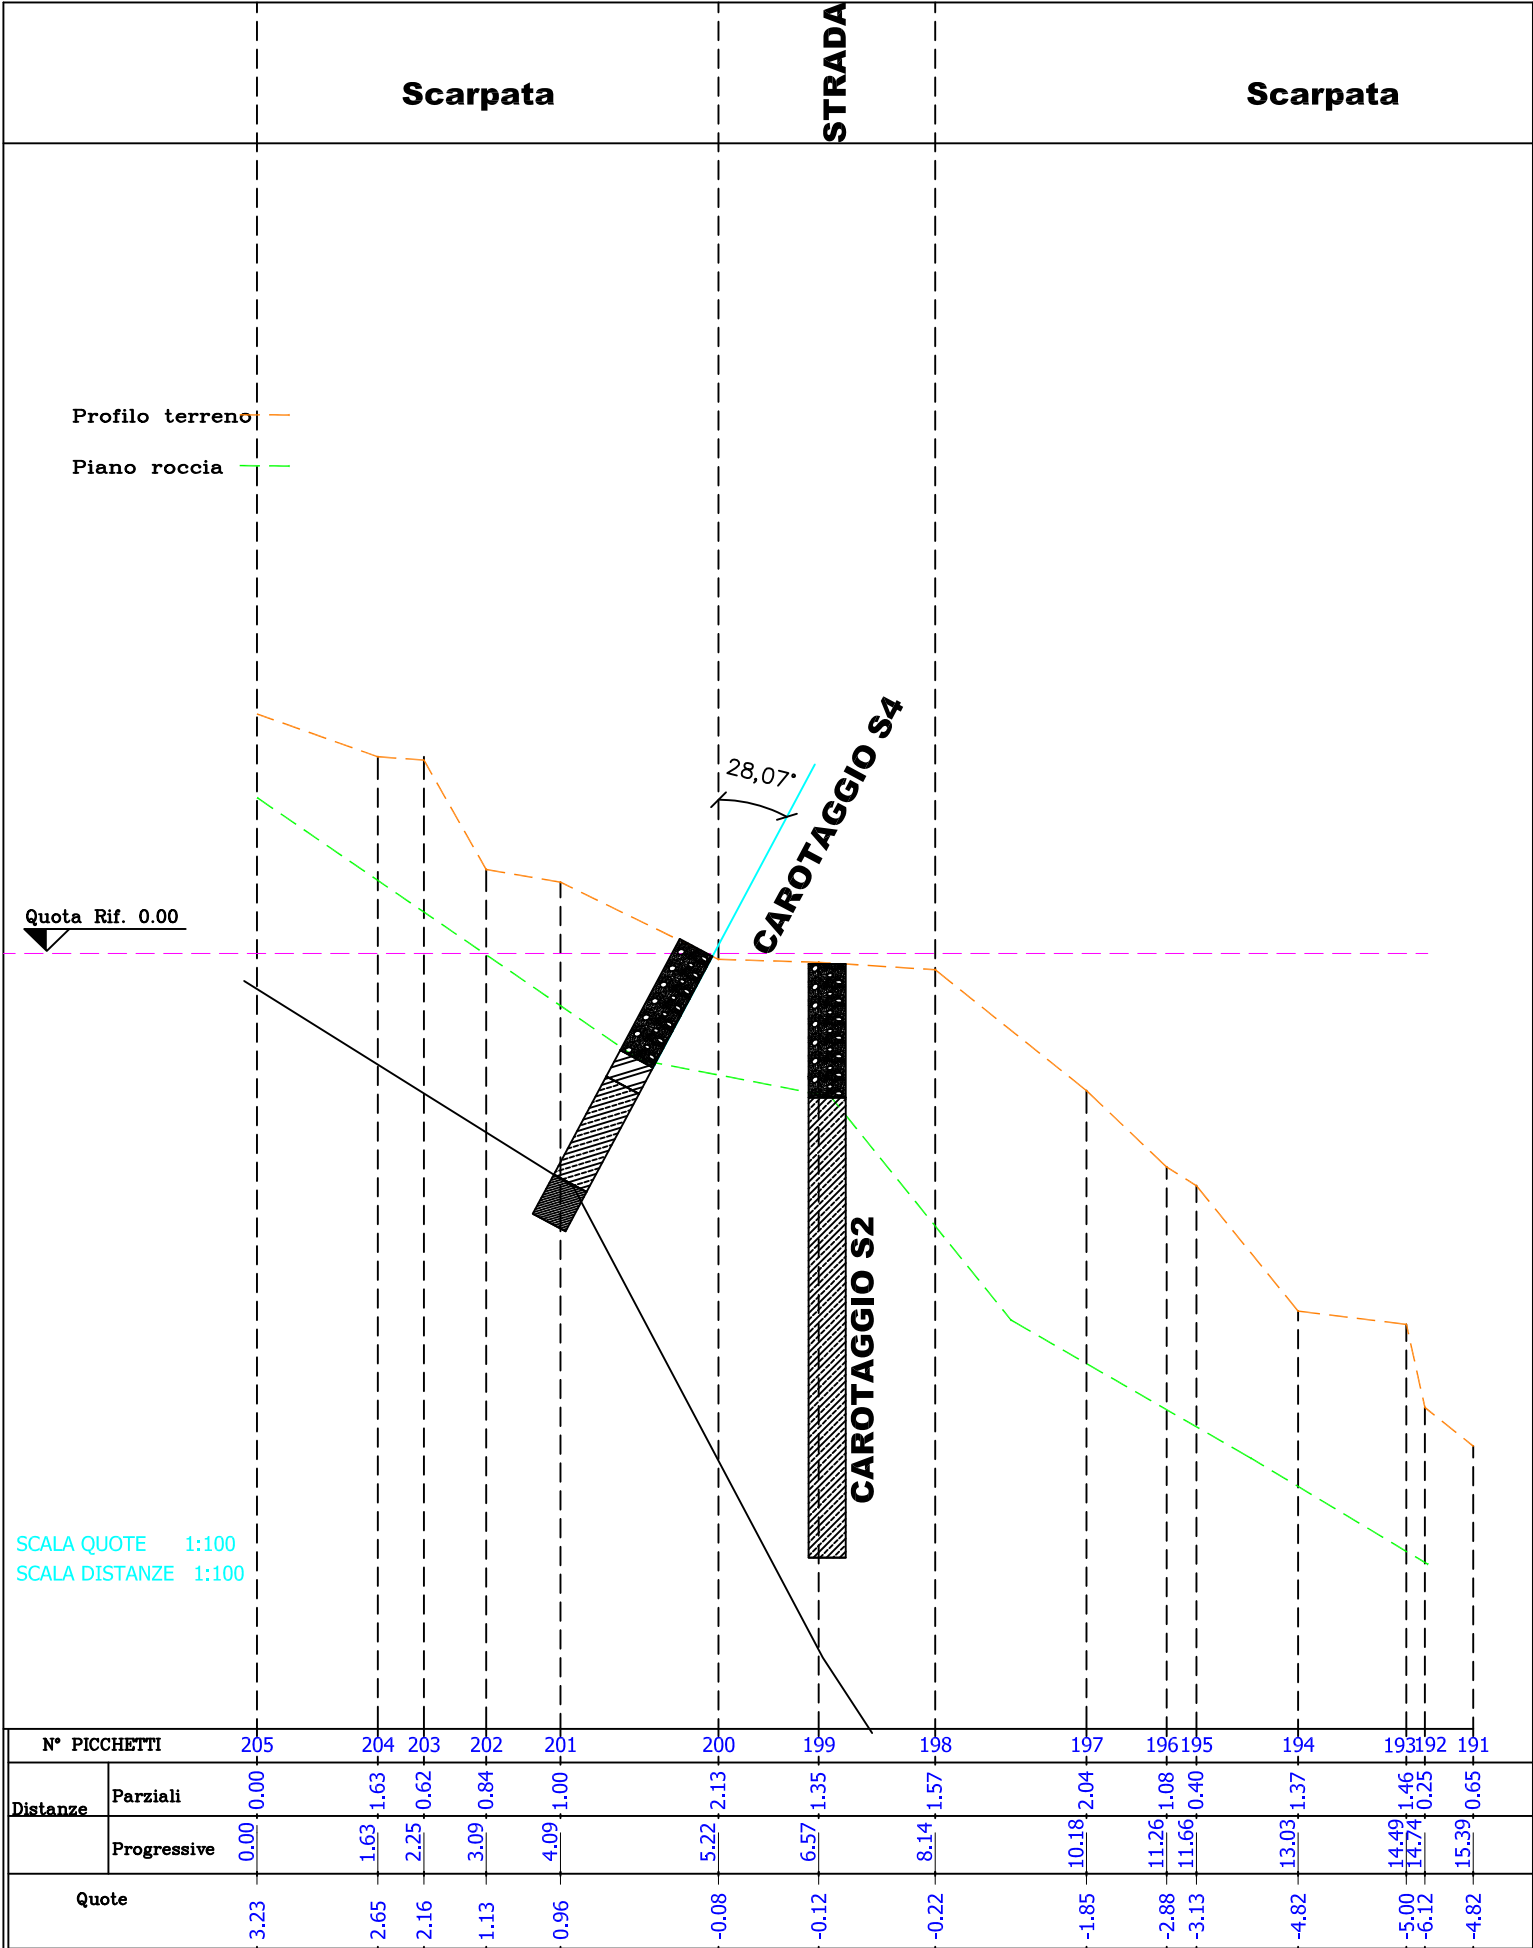 Scarpata
STRADA
Scarpata
Profilo terreno
Piano roccia
28,07°
CAROTAGGIO S4
Quota Rif. 0.00
CAROTAGGIO S2
SCALA QUOTE 1:100
SCALA DISTANZE 1:100
N° PICCHETTI 205 204 203 202 201 200 199 198 197 196 195 194 193 192 191
Distanze
Parziali 0.00 1.63 0.62 0.84 1.00 2.13 1.35 1.57 2.04 1.08 0.40 1.37 1.46 0.25 0.65
Progressive 0.00 1.63 2.25 3.09 4.09 5.22 6.57 8.14 10.18 11.26 11.66 13.03 14.49 14.74 15.39
Quote 3.23 2.65 2.16 1.13 0.96 -0.08 -0.12 -0.22 -1.85 -2.88 -3.13 -4.82 -5.00 -6.12 -4.82